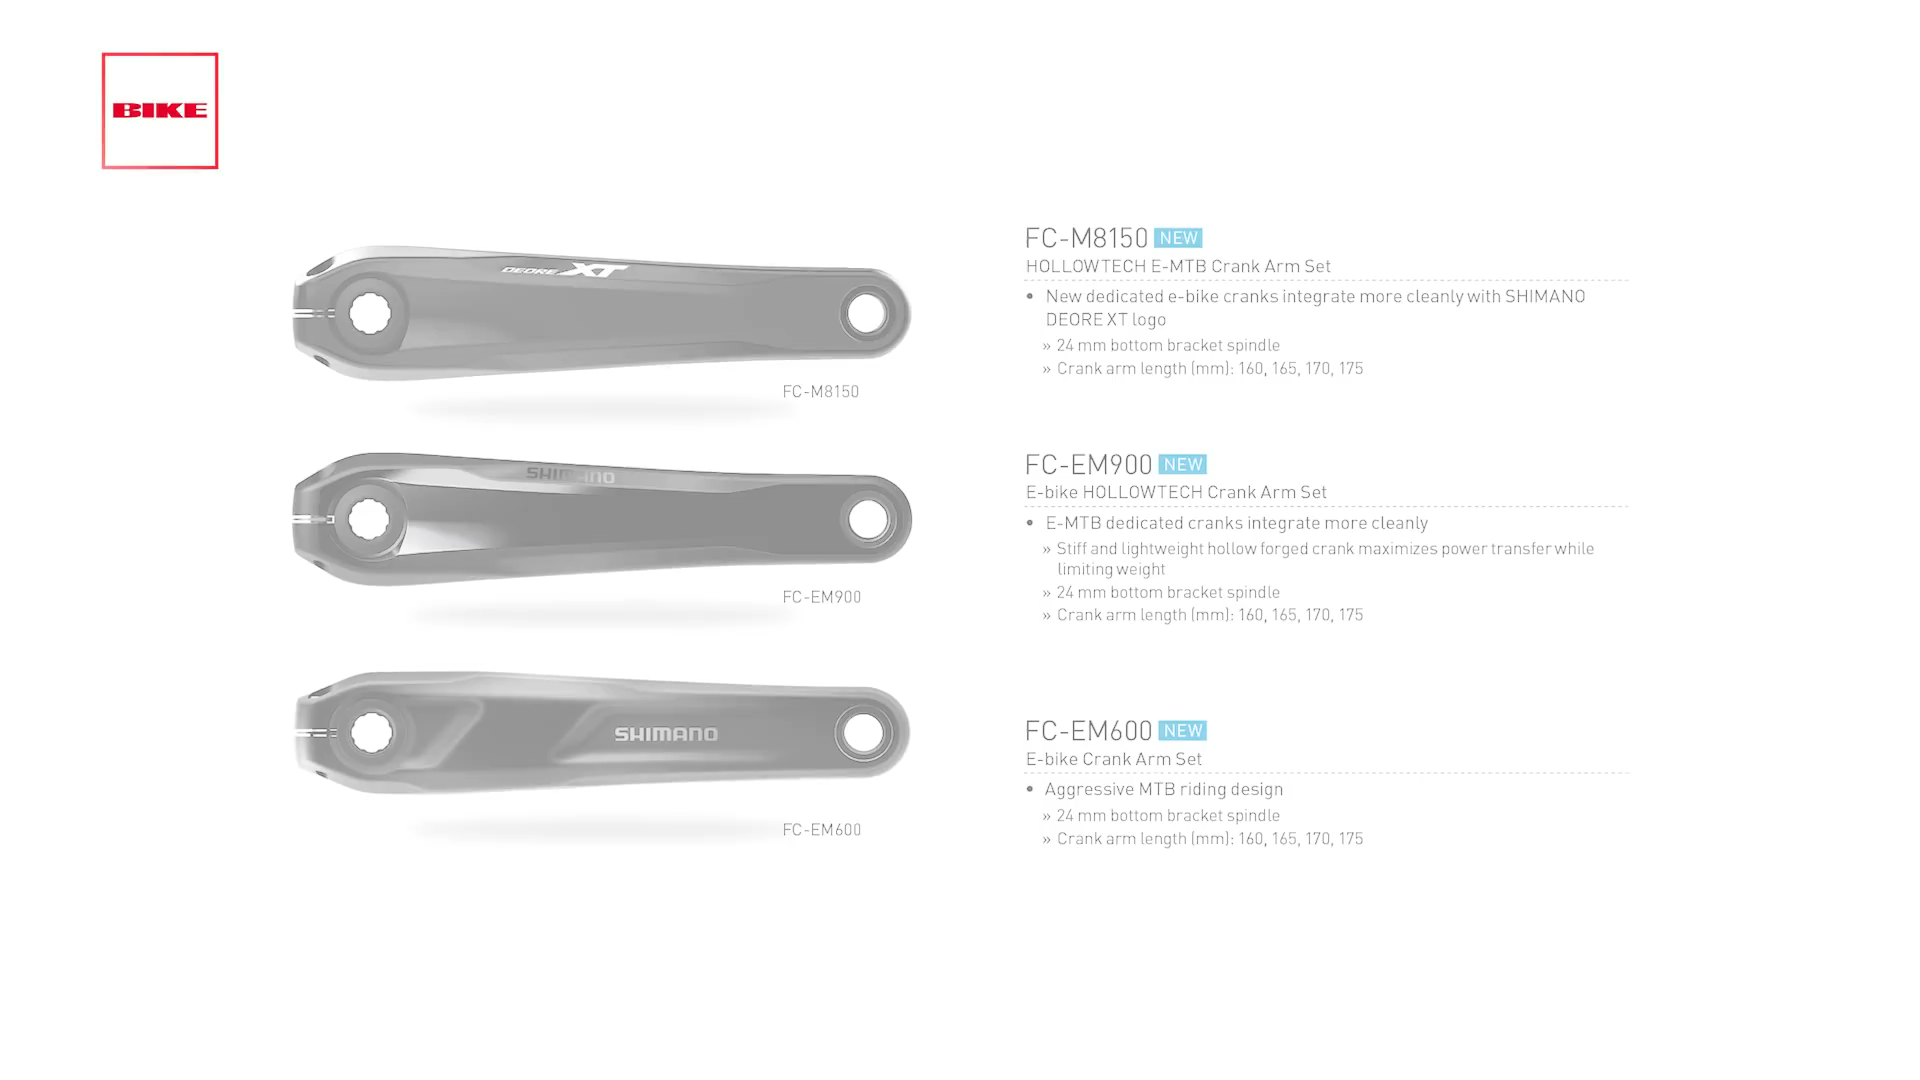 BIKE
DEORE XT
FC-M8150
SHIMANO
FC-EM900
SHIMANO
FC-EM600
FC-M8150 NEW
HOLLOWTECH E-MTB Crank Arm Set
• New dedicated e-bike cranks integrate more cleanly with SHIMANO
DEORE XT logo
» 24 mm bottom bracket spindle
» Crank arm length (mm): 160, 165, 170, 175
FC-EM900 NEW
E-bike HOLLOWTECH Crank Arm Set
• E-MTB dedicated cranks integrate more cleanly
» Stiff and lightweight hollow forged crank maximizes power transfer while
limiting weight
» 24 mm bottom bracket spindle
» Crank arm length (mm): 160, 165, 170, 175
FC-EM600 NEW
E-bike Crank Arm Set
• Aggressive MTB riding design
» 24 mm bottom bracket spindle
» Crank arm length (mm): 160, 165, 170, 175